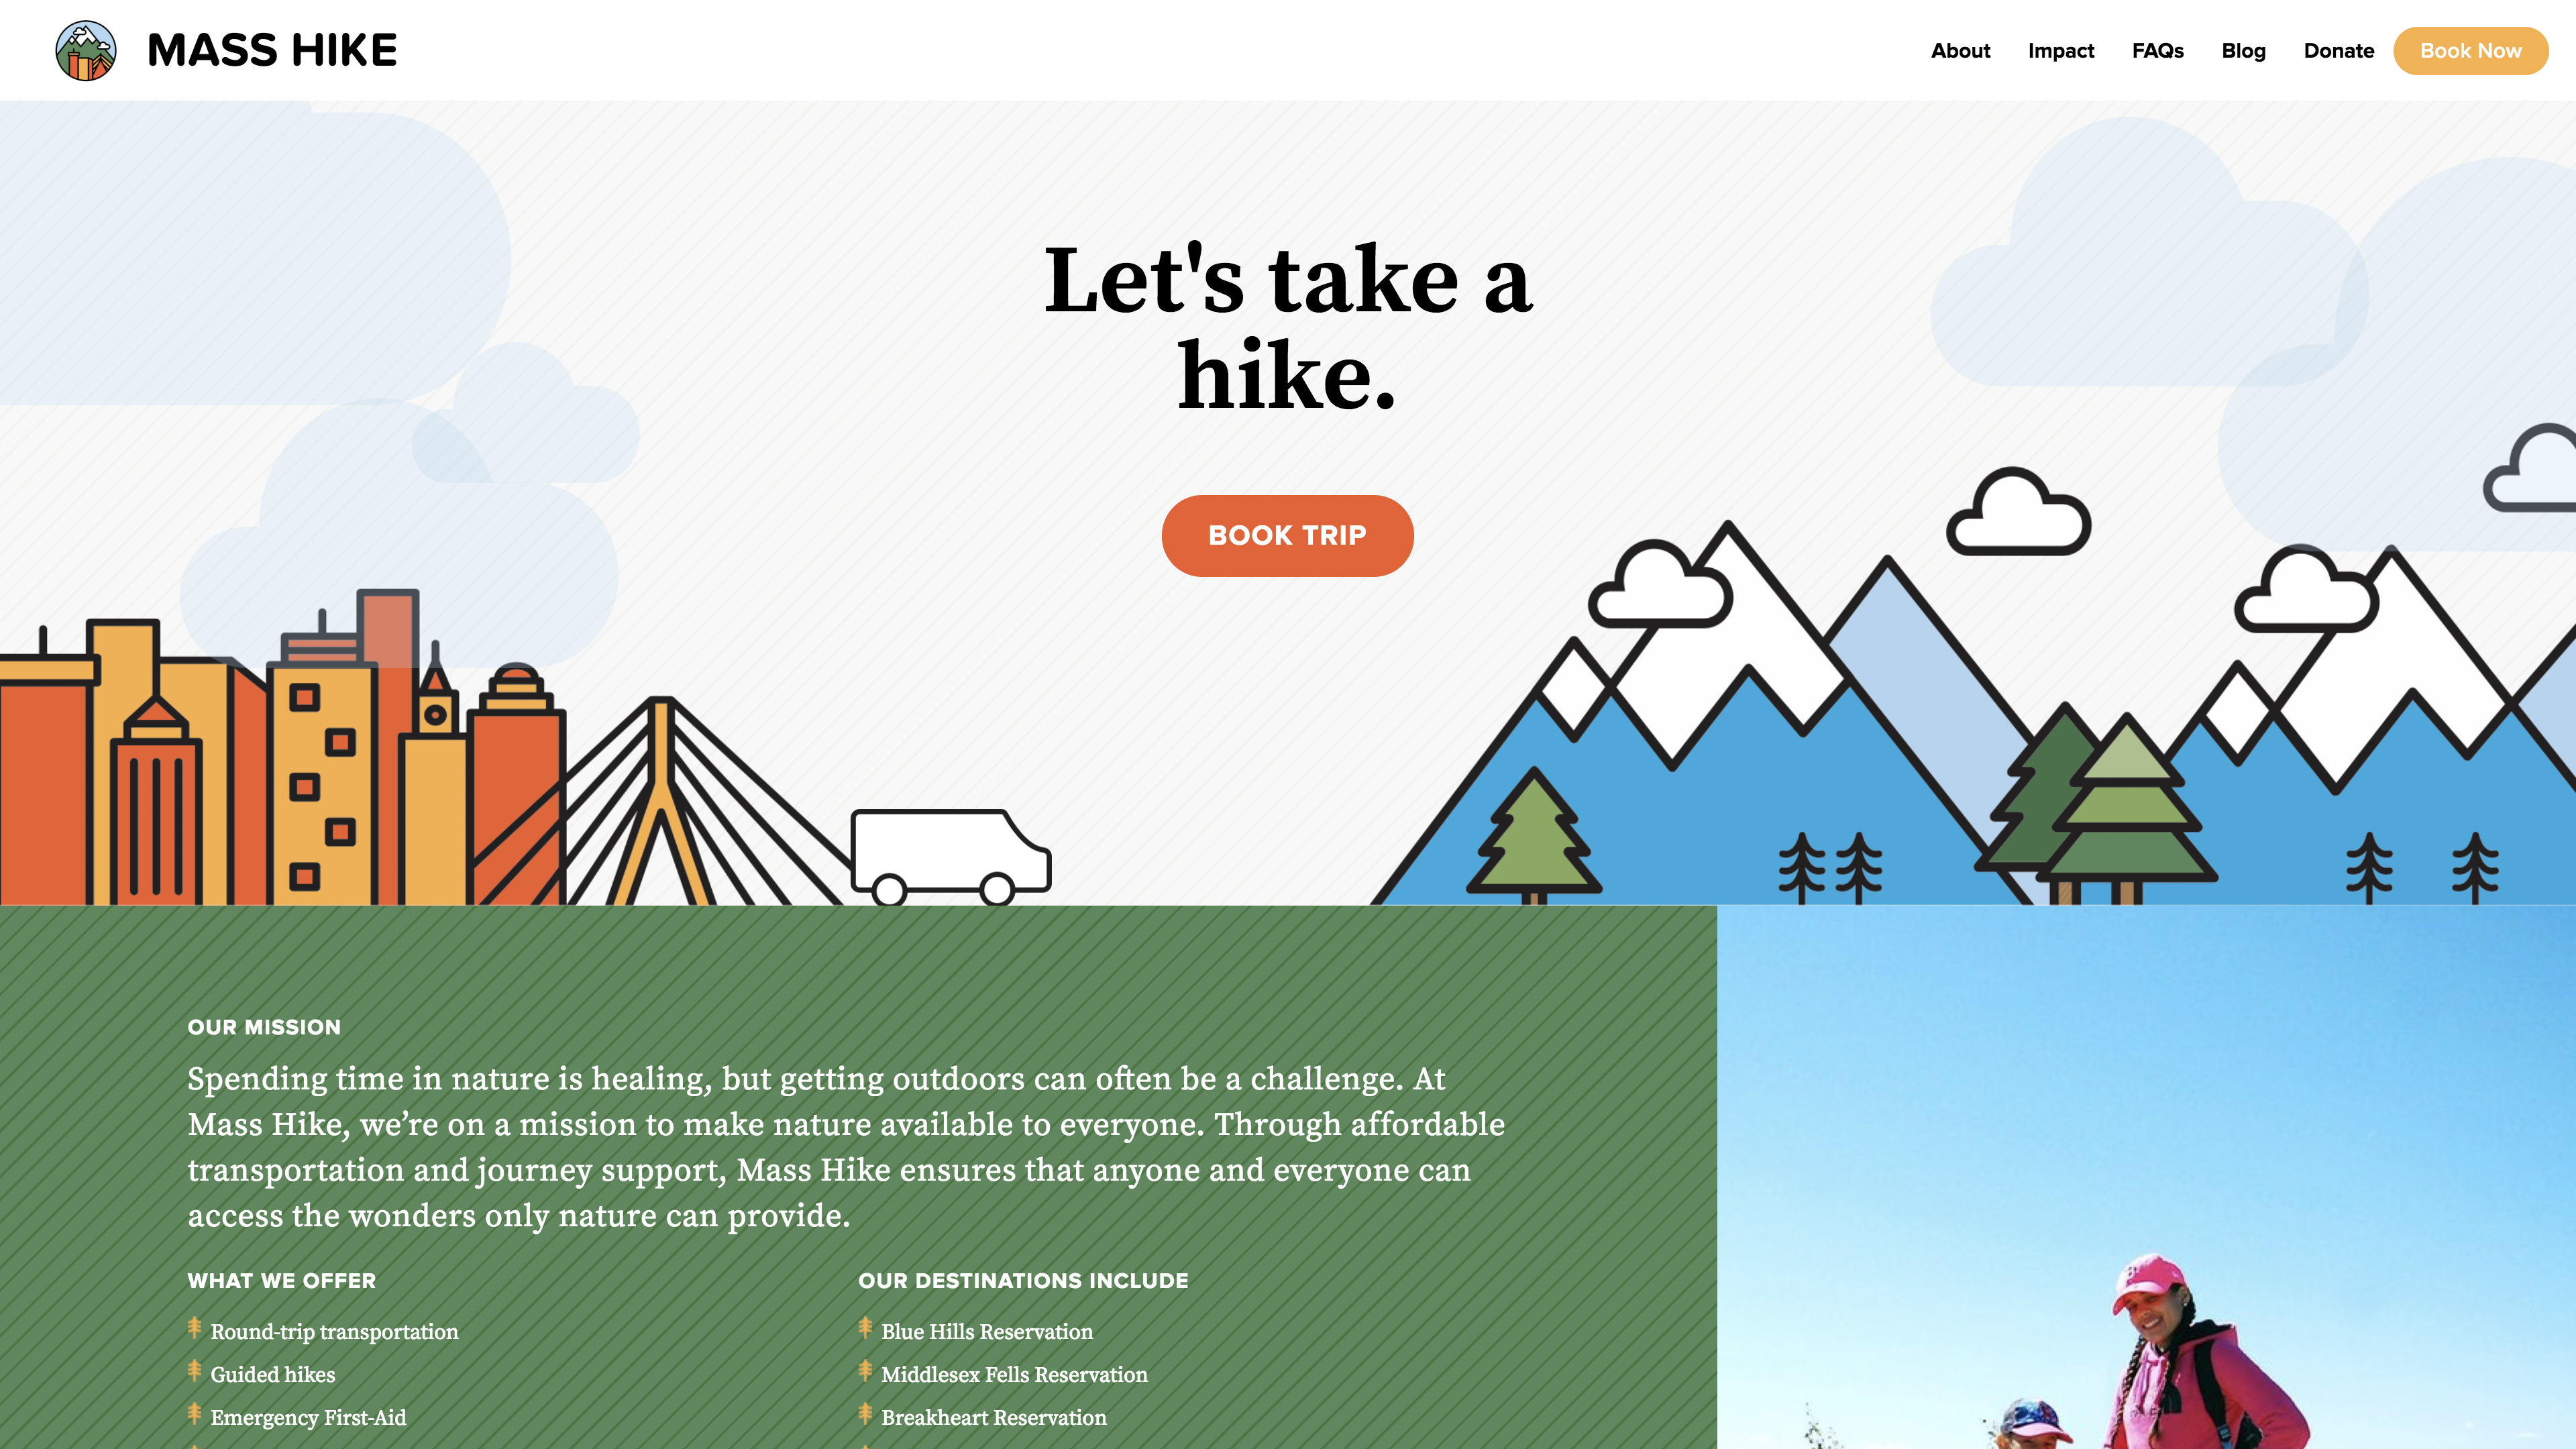 MASS HIKE
About Impact FAQs Blog Donate Book Now
Let's take a
hike.
BOOK TRIP
OUR MISSION
Spending time in nature is healing, but getting outdoors can often be a challenge. At
Mass Hike, we’re on a mission to make nature available to everyone. Through affordable
transportation and journey support, Mass Hike ensures that anyone and everyone can
access the wonders only nature can provide.
WHAT WE OFFER
Round-trip transportation
Guided hikes
Emergency First-Aid
OUR DESTINATIONS INCLUDE
Blue Hills Reservation
Middlesex Fells Reservation
Breakheart Reservation